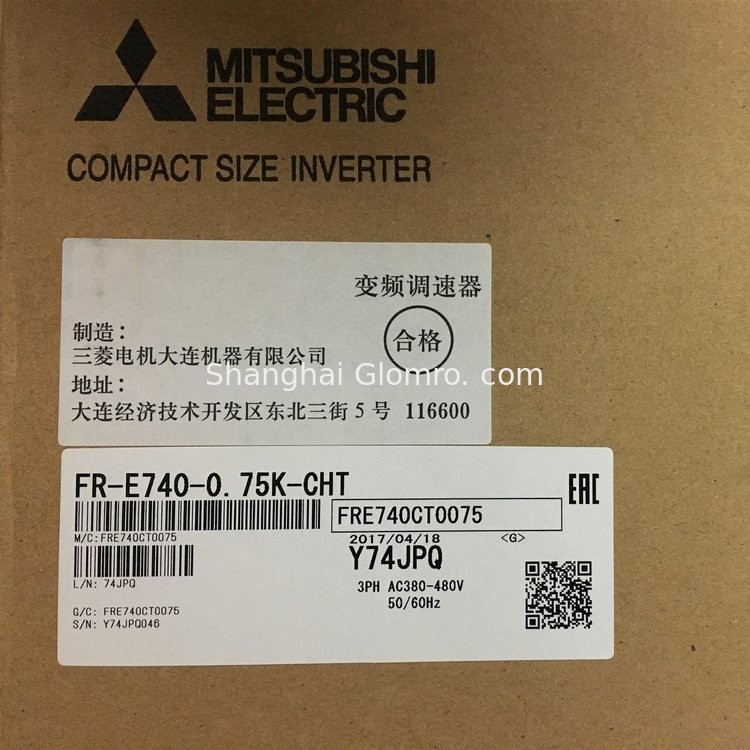 MITSUBISHI
ELECTRIC
COMPACT SIZE INVERTER
变频调速器
合格
制造：
三菱电机大连机器有限公司
地址：
大连经济技术开发区东北三街 5 号 116600
Shanghai Glomro. com
FR-E740-0.75K-CHT
EAC
FRE740CT0075
M/C:FRE740CT0075
2017/04/18 <G>
Y74JPQ
L/N: 74JPQ
3PH AC380-480V
50/60Hz
G/C: FRE740CT0075
S/N: Y74JPQ046